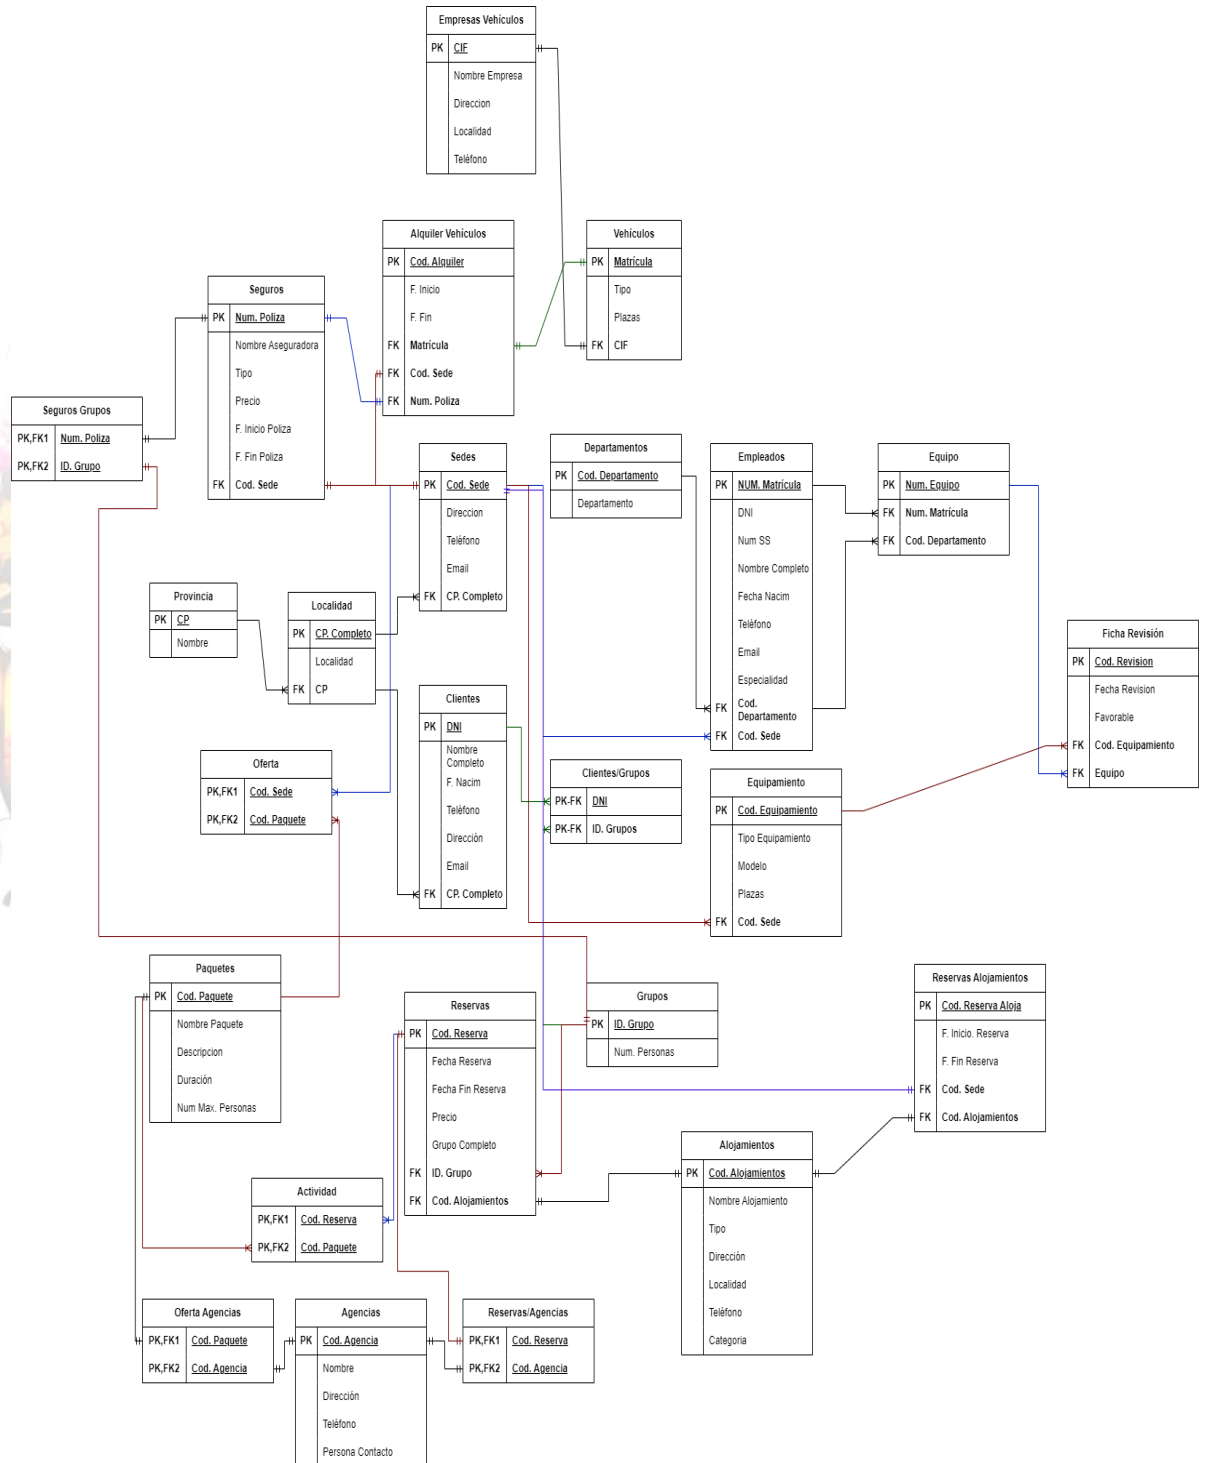 Empresas Vehículos
PK CIF
Nombre Empresa
Direccion
Localidad
Teléfono
Alquiler Vehículos
PK Cod. Alquiler
F. Inicio
F. Fin
FK Matrícula
FK Cod. Sede
FK Num. Poliza
Vehículos
PK Matrícula
Tipo
Plazas
FK CIF
Seguros
PK Num. Poliza
Nombre Aseguradora
Tipo
Precio
F. Inicio Poliza
F. Fin Poliza
FK Cod. Sede
Seguros Grupos
PK,FK1 Num. Poliza
PK,FK2 ID. Grupo
Sedes
PK Cod. Sede
Direccion
Teléfono
Email
FK CP. Completo
Departamentos
PK Cod. Departamento
Departamento
Empleados
PK NUM. Matrícula
DNI
Num SS
Nombre Completo
Fecha Nacim
Teléfono
Email
Especialidad
FK Cod.
Departamento
FK Cod. Sede
Equipo
PK Num. Equipo
FK Num. Matrícula
FK Cod. Departamento
Provincia
PK CP
Nombre
Localidad
PK CP. Completo
Localidad
FK CP
Ficha Revisión
PK Cod. Revision
Fecha Revision
Favorable
FK Cod. Equipamiento
FK Equipo
Clientes
PK DNI
Nombre
Completo
F. Nacim
Teléfono
Dirección
Email
FK CP. Completo
Oferta
PK,FK1 Cod. Sede
PK,FK2 Cod. Paquete
Clientes/Grupos
PK-FK DNI
PK-FK ID. Grupos
Equipamiento
PK Cod. Equipamiento
Tipo Equipamiento
Modelo
Plazas
FK Cod. Sede
Paquetes
PK Cod. Paquete
Nombre Paquete
Descripcion
Duración
Num Max. Personas
Reservas
PK Cod. Reserva
Fecha Reserva
Fecha Fin Reserva
Precio
Grupo Completo
FK ID. Grupo
FK Cod. Alojamientos
Grupos
PK ID. Grupo
Num. Personas
Reservas Alojamientos
PK Cod. Reserva Aloja
F. Inicio. Reserva
F. Fin Reserva
FK Cod. Sede
FK Cod. Alojamientos
Alojamientos
PK Cod. Alojamientos
Nombre Alojamiento
Tipo
Dirección
Localidad
Teléfono
Categoria
Actividad
PK,FK1 Cod. Reserva
PK,FK2 Cod. Paquete
Oferta Agencias
PK,FK1 Cod. Paquete
PK,FK2 Cod. Agencia
Agencias
PK Cod. Agencia
Nombre
Dirección
Teléfono
Persona Contacto
Reservas/Agencias
PK,FK1 Cod. Reserva
PK,FK2 Cod. Agencia